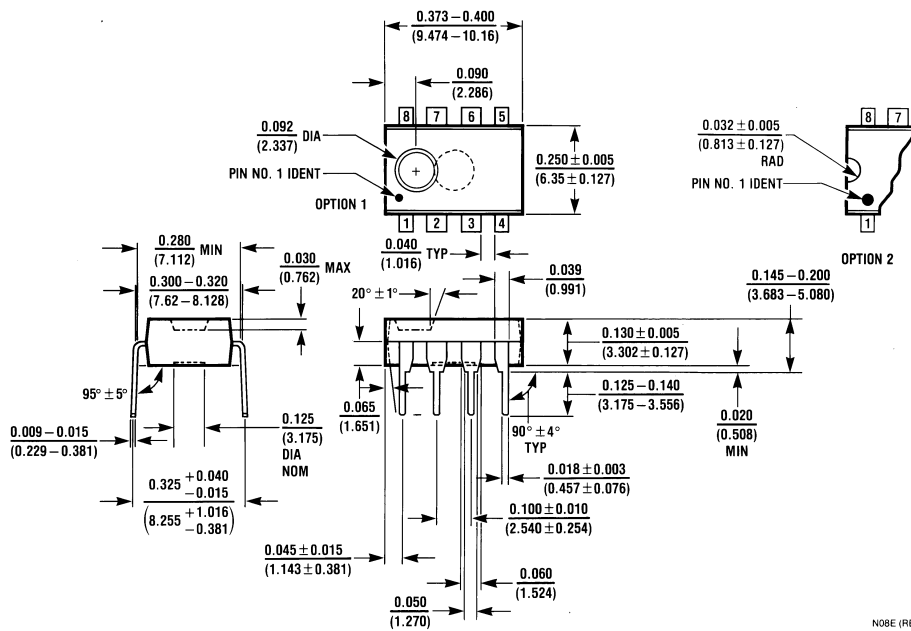 0.373 – 0.400
(9.474 – 10.16)
0.090
(2.286)
8 7 6 5
0.092 DIA
(2.337)
PIN NO. 1 IDENT
OPTION 1
+
1 2 3 4
0.250 ± 0.005
(6.35 ± 0.127)
0.032 ± 0.005
(0.813 ± 0.127)
RAD
PIN NO. 1 IDENT
8 7
1
OPTION 2
0.280 MIN
(7.112)
0.300 – 0.320
(7.62 – 8.128)
0.030 MAX
(0.762)
0.040 TYP
(1.016)
20° ± 1°
0.039
(0.991)
0.145 – 0.200
(3.683 – 5.080)
0.130 ± 0.005
(3.302 ± 0.127)
95° ± 5°
0.009 – 0.015
(0.229 – 0.381)
0.125
(3.175)
DIA
NOM
0.065
(1.651)
90° ± 4°
TYP
0.125 – 0.140
(3.175 – 3.556)
0.020
(0.508)
MIN
0.325 +0.040
−0.015
(8.255 +1.016
−0.381)
0.018 ± 0.003
(0.457 ± 0.076)
0.100 ± 0.010
(2.540 ± 0.254)
0.045 ± 0.015
(1.143 ± 0.381)
0.060
(1.524)
0.050
(1.270)
N08E